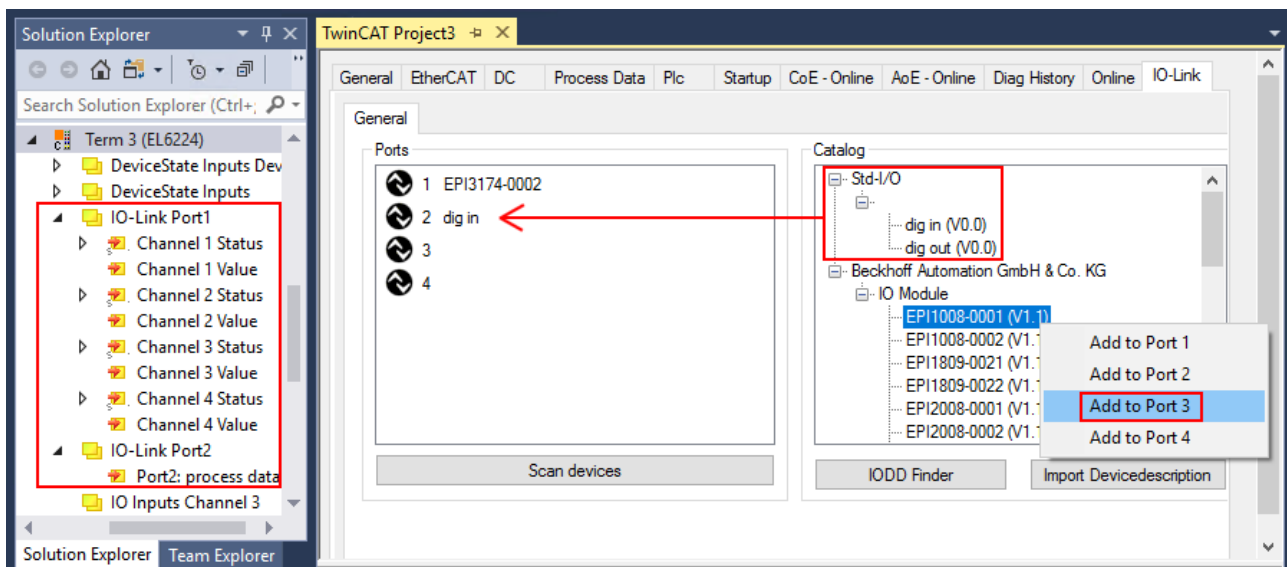 Solution Explorer
Search Solution Explorer (Ctrl+;
Term 3 (EL6224)
DeviceState Inputs Dev
DeviceState Inputs
IO-Link Port1
Channel 1 Status
Channel 1 Value
Channel 2 Status
Channel 2 Value
Channel 3 Status
Channel 3 Value
Channel 4 Status
Channel 4 Value
IO-Link Port2
Port2: process data
IO Inputs Channel 3
Solution Explorer Team Explorer
TwinCAT Project3
General EtherCAT DC Process Data Plc Startup CoE - Online AoE - Online Diag History Online IO-Link
General
Ports
1 EPI3174-0002
2 dig in
3
4
Scan devices
Catalog
Std-I/O
dig in (V0.0)
dig out (V0.0)
Beckhoff Automation GmbH & Co. KG
IO Module
EPI1008-0001 (V1.1)
EPI1008-0002 (V1.1
EPI1809-0021 (V1.
EPI1809-0022 (V1.
EPI2008-0001 (V1.
EPI2008-0002 (V1.
Add to Port 1
Add to Port 2
Add to Port 3
Add to Port 4
IODD Finder
Import Devicedescription